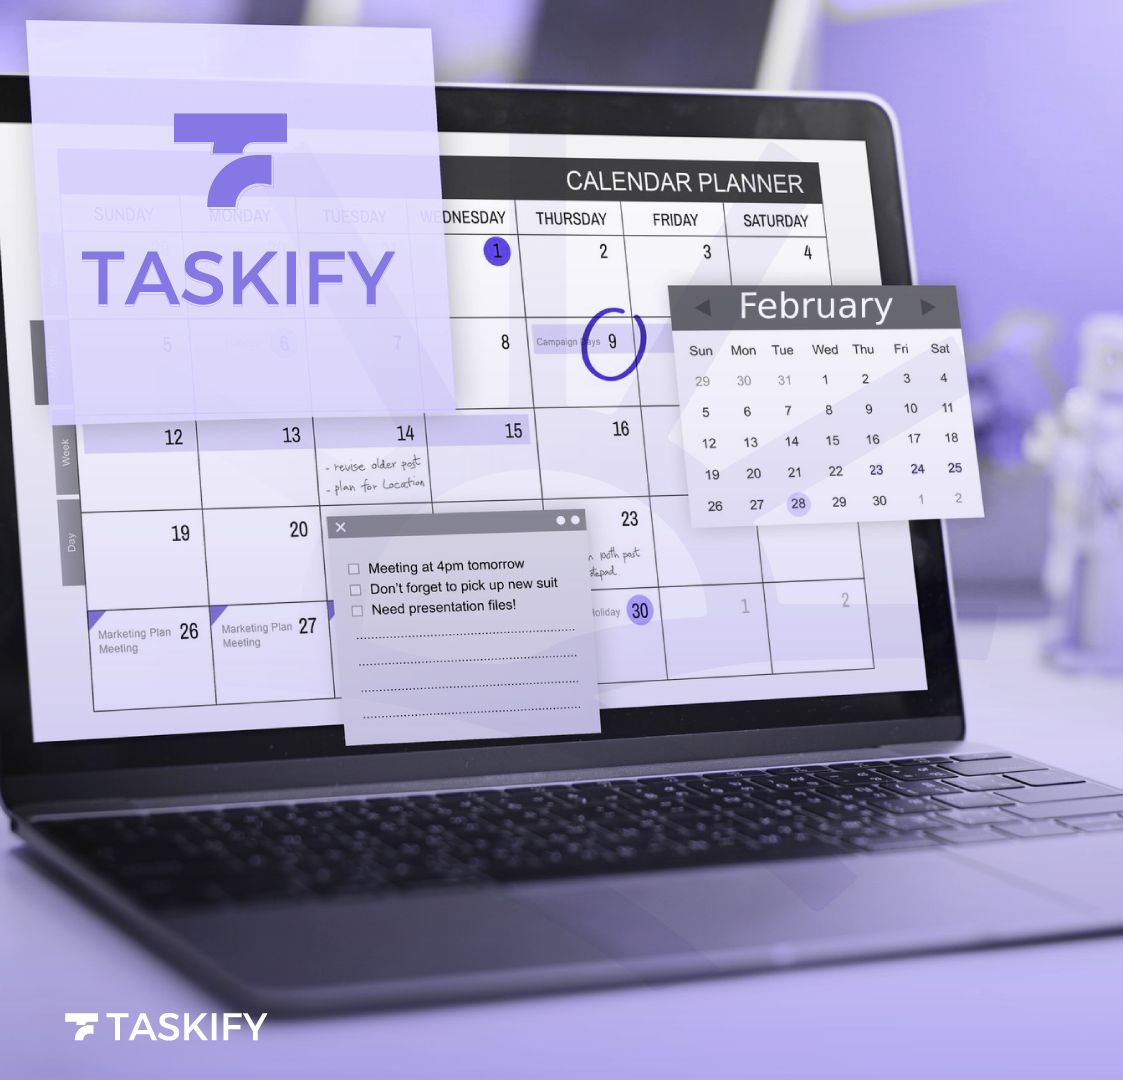 TASKIFY
CALENDAR PLANNER
SUNDAY MONDAY TUESDAY WEDNESDAY THURSDAY FRIDAY SATURDAY
1 2 3 4
5 6 7 8 Campaign Days 9
12 13 14 15 16
- revise older post
- plan for Location
Week
19 20 23
100th post
Day
Marketing Plan
Meeting
26
Marketing Plan
Meeting
27
Holiday 30 1 2
February
Sun Mon Tue Wed Thu Fri Sat
29 30 31 1 2 3 4
5 6 7 8 9 10 11
12 13 14 15 16 17 18
19 20 21 22 23 24 25
26 27 28 29 30 1 2
Meeting at 4pm tomorrow
Don't forget to pick up new suit
Need presentation files!
TASKIFY